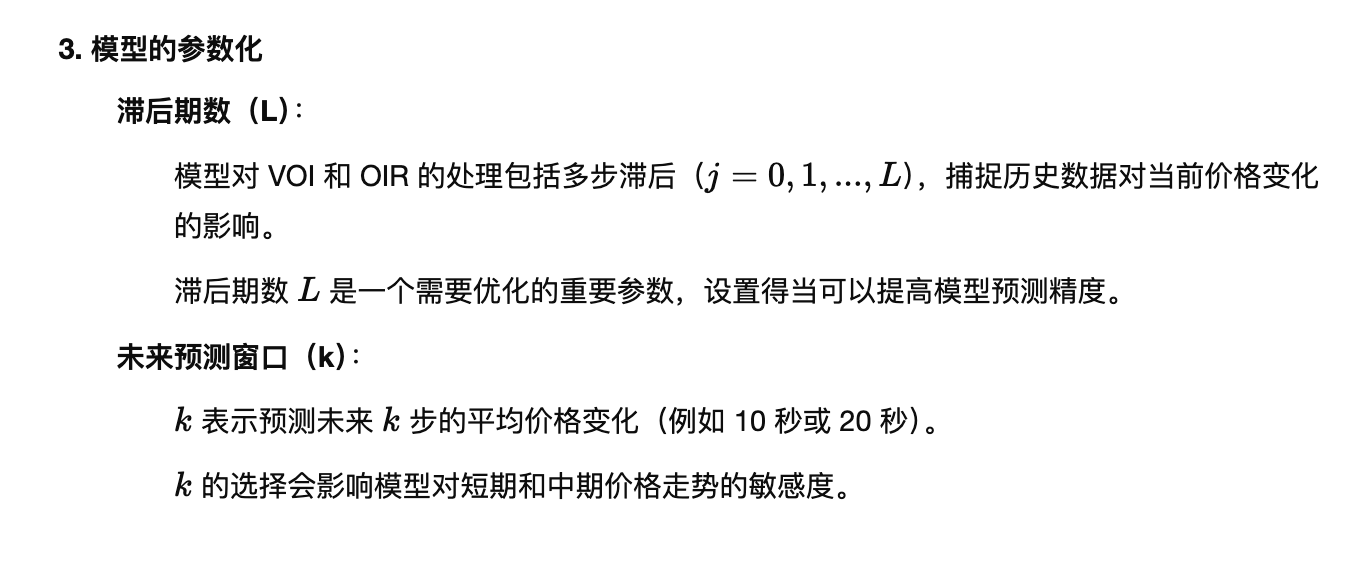 3. 模型的参数化
滞后期数（L）：
模型对 VOI 和 OIR 的处理包括多步滞后（j = 0, 1, ..., L），捕捉历史数据对当前价格变化
的影响。
滞后期数 L 是一个需要优化的重要参数，设置得当可以提高模型预测精度。
未来预测窗口（k）：
k 表示预测未来 k 步的平均价格变化（例如 10 秒或 20 秒）。
k 的选择会影响模型对短期和中期价格走势的敏感度。